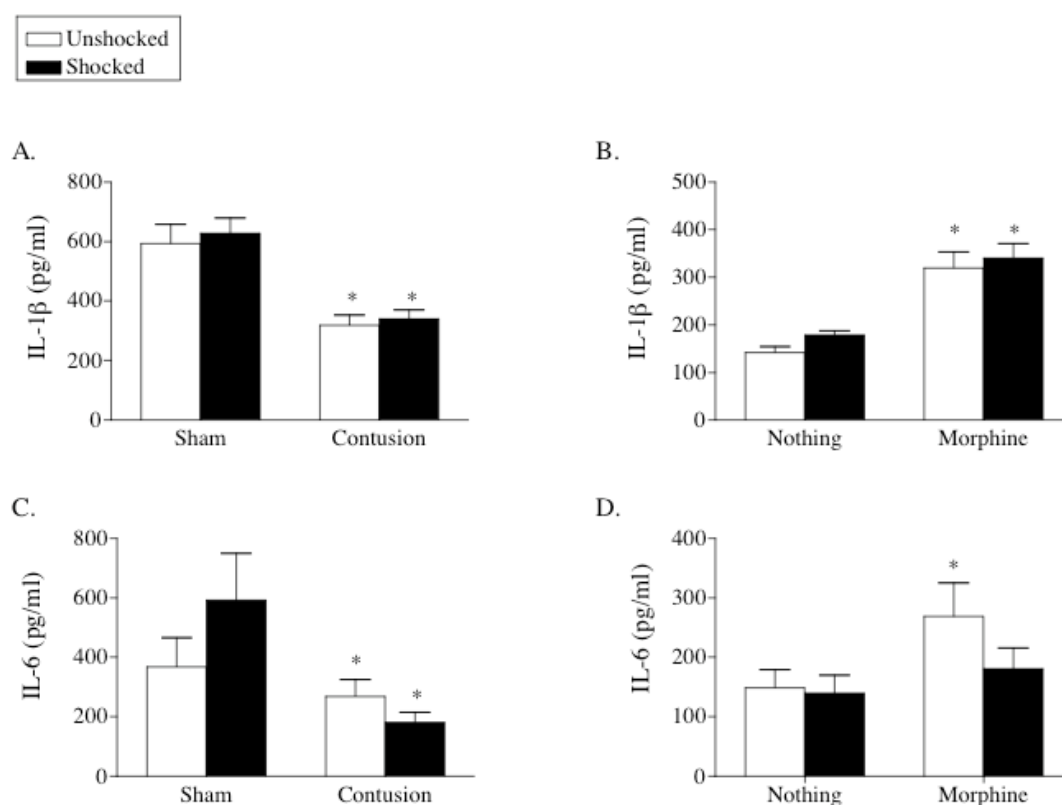 Unshocked
Shocked
A.
800
600
400
200
0
IL-1β (pg/ml)
* *
Sham Contusion
B.
500
400
300
200
100
0
IL-1β (pg/ml)
* *
Nothing Morphine
C.
800
600
400
200
0
IL-6 (pg/ml)
*
*
Sham Contusion
D.
400
300
200
100
0
IL-6 (pg/ml)
*
Nothing Morphine